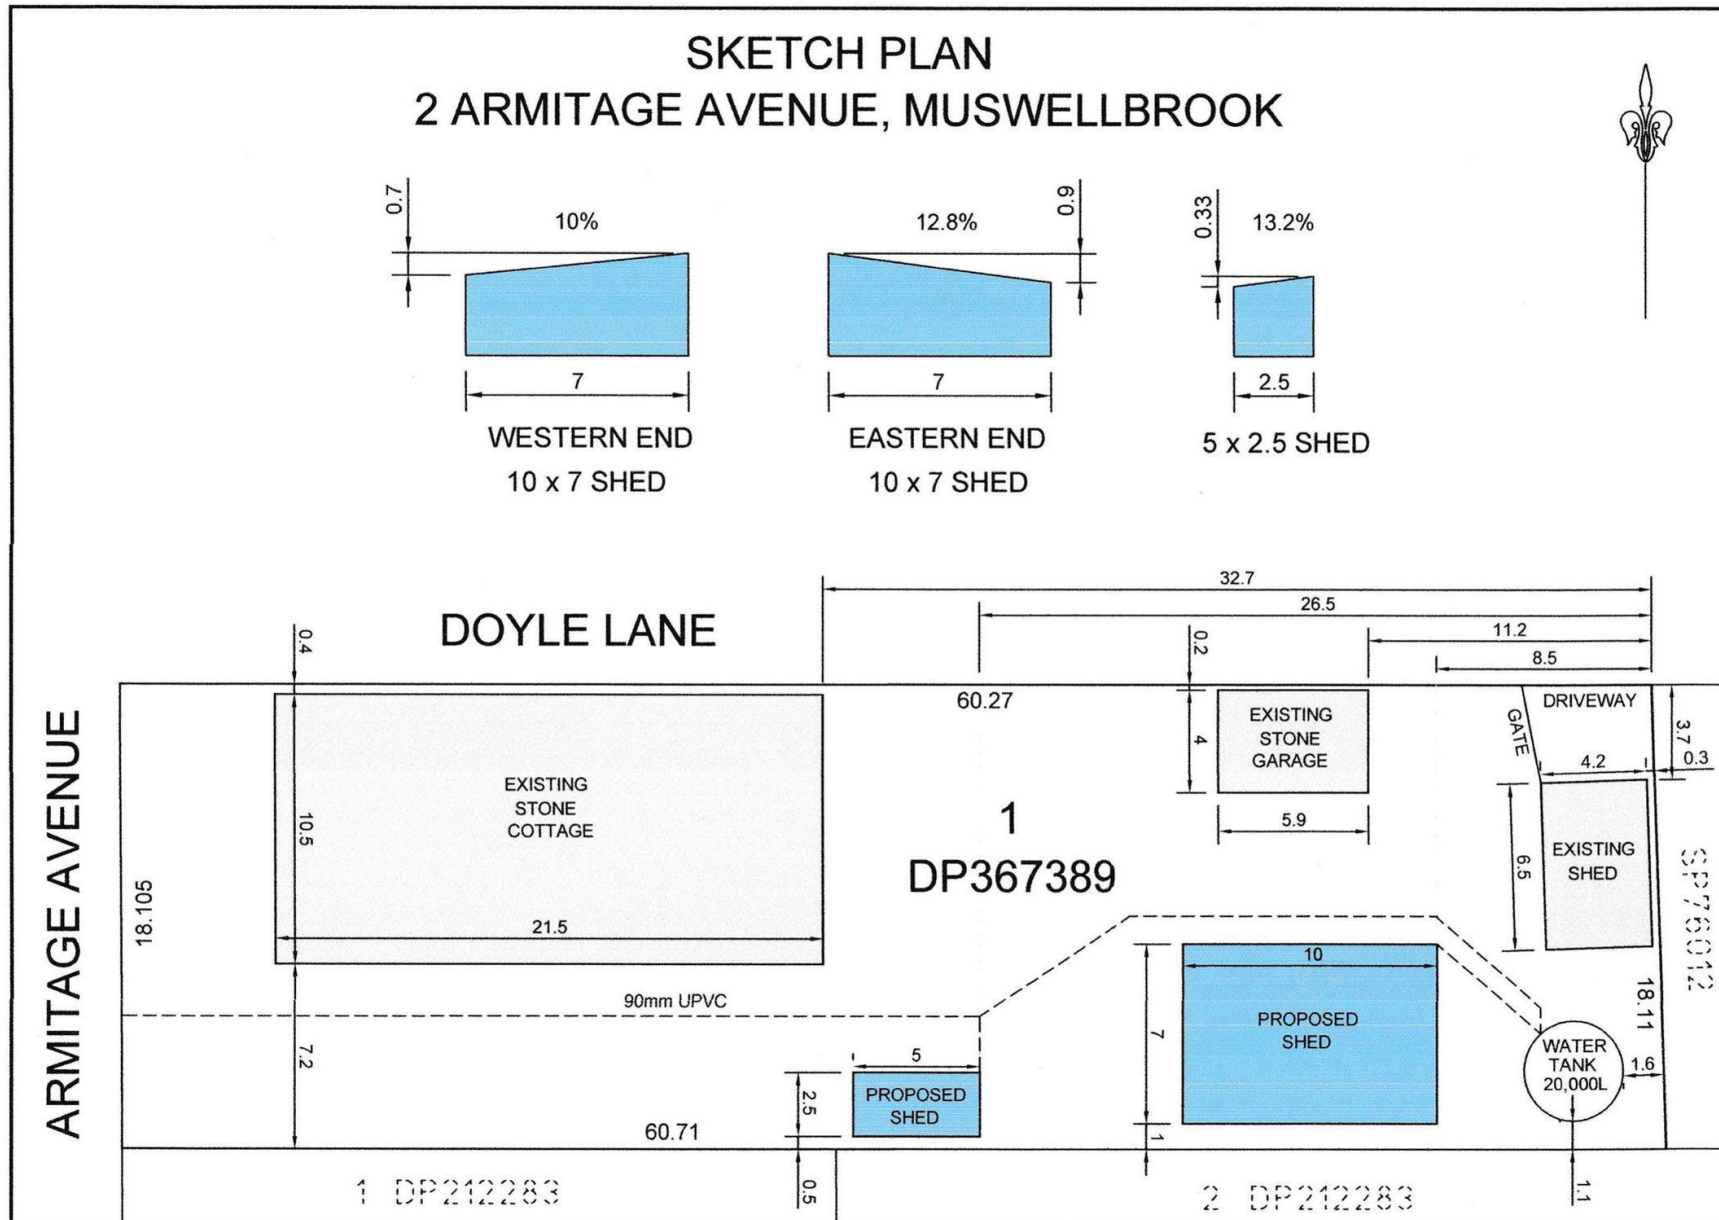 SKETCH PLAN
2 ARMITAGE AVENUE, MUSWELLBROOK
0.7
10%
7
WESTERN END
10 x 7 SHED
12.8%
0.9
7
EASTERN END
10 x 7 SHED
0.33
13.2%
2.5
5 x 2.5 SHED
32.7
26.5
11.2
8.5
DOYLE LANE
0.4
0.2
60.27
ARMITAGE AVENUE
18.105
EXISTING
STONE
COTTAGE
10.5
21.5
7.2
EXISTING
STONE
GARAGE
4
5.9
DRIVEWAY
GATE
3.7
0.3
4.2
6.5
EXISTING
SHED
SP76012
18.11
1
DP367389
90mm UPVC
5
2.5
PROPOSED
SHED
0.5
60.71
10
7
PROPOSED
SHED
1
WATER
TANK
20,000L
1.6
1.1
1 DP212283
2 DP212283